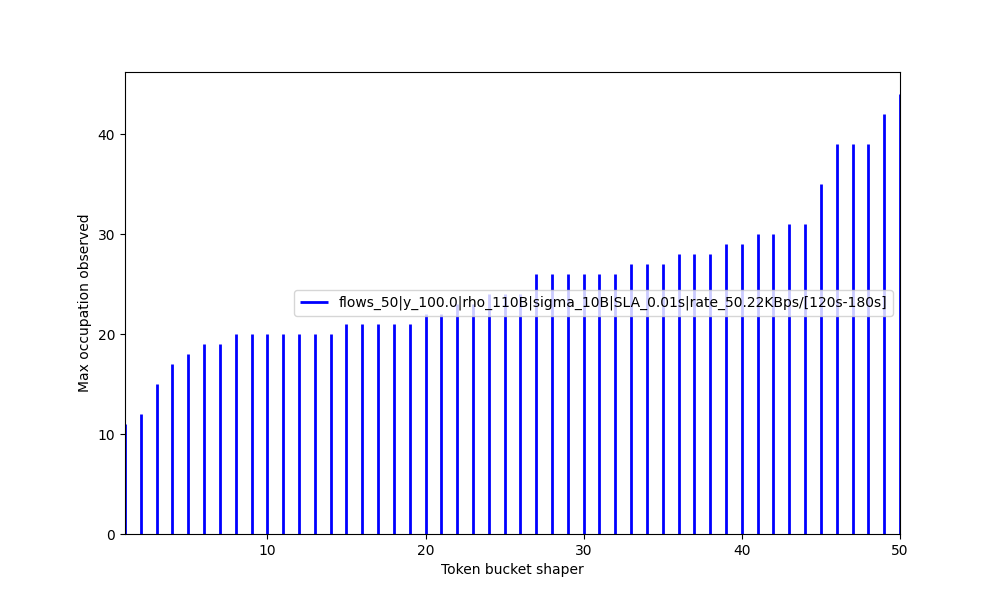 40
30
20
10
0
Max occupation observed
flows_50|y_100.0|rho_110B|sigma_10B|SLA_0.01s|rate_50.22KBps/[120s-180s]
10 20 30 40 50
Token bucket shaper